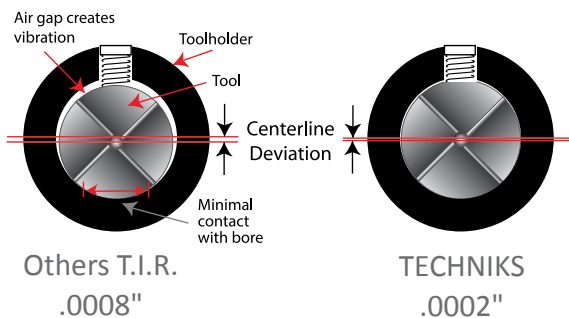 Air gap creates
vibration
Toolholder
Tool
Centerline
Deviation
Minimal
contact
with bore
Others T.I.R.
.0008"
TECHNIKS
.0002"